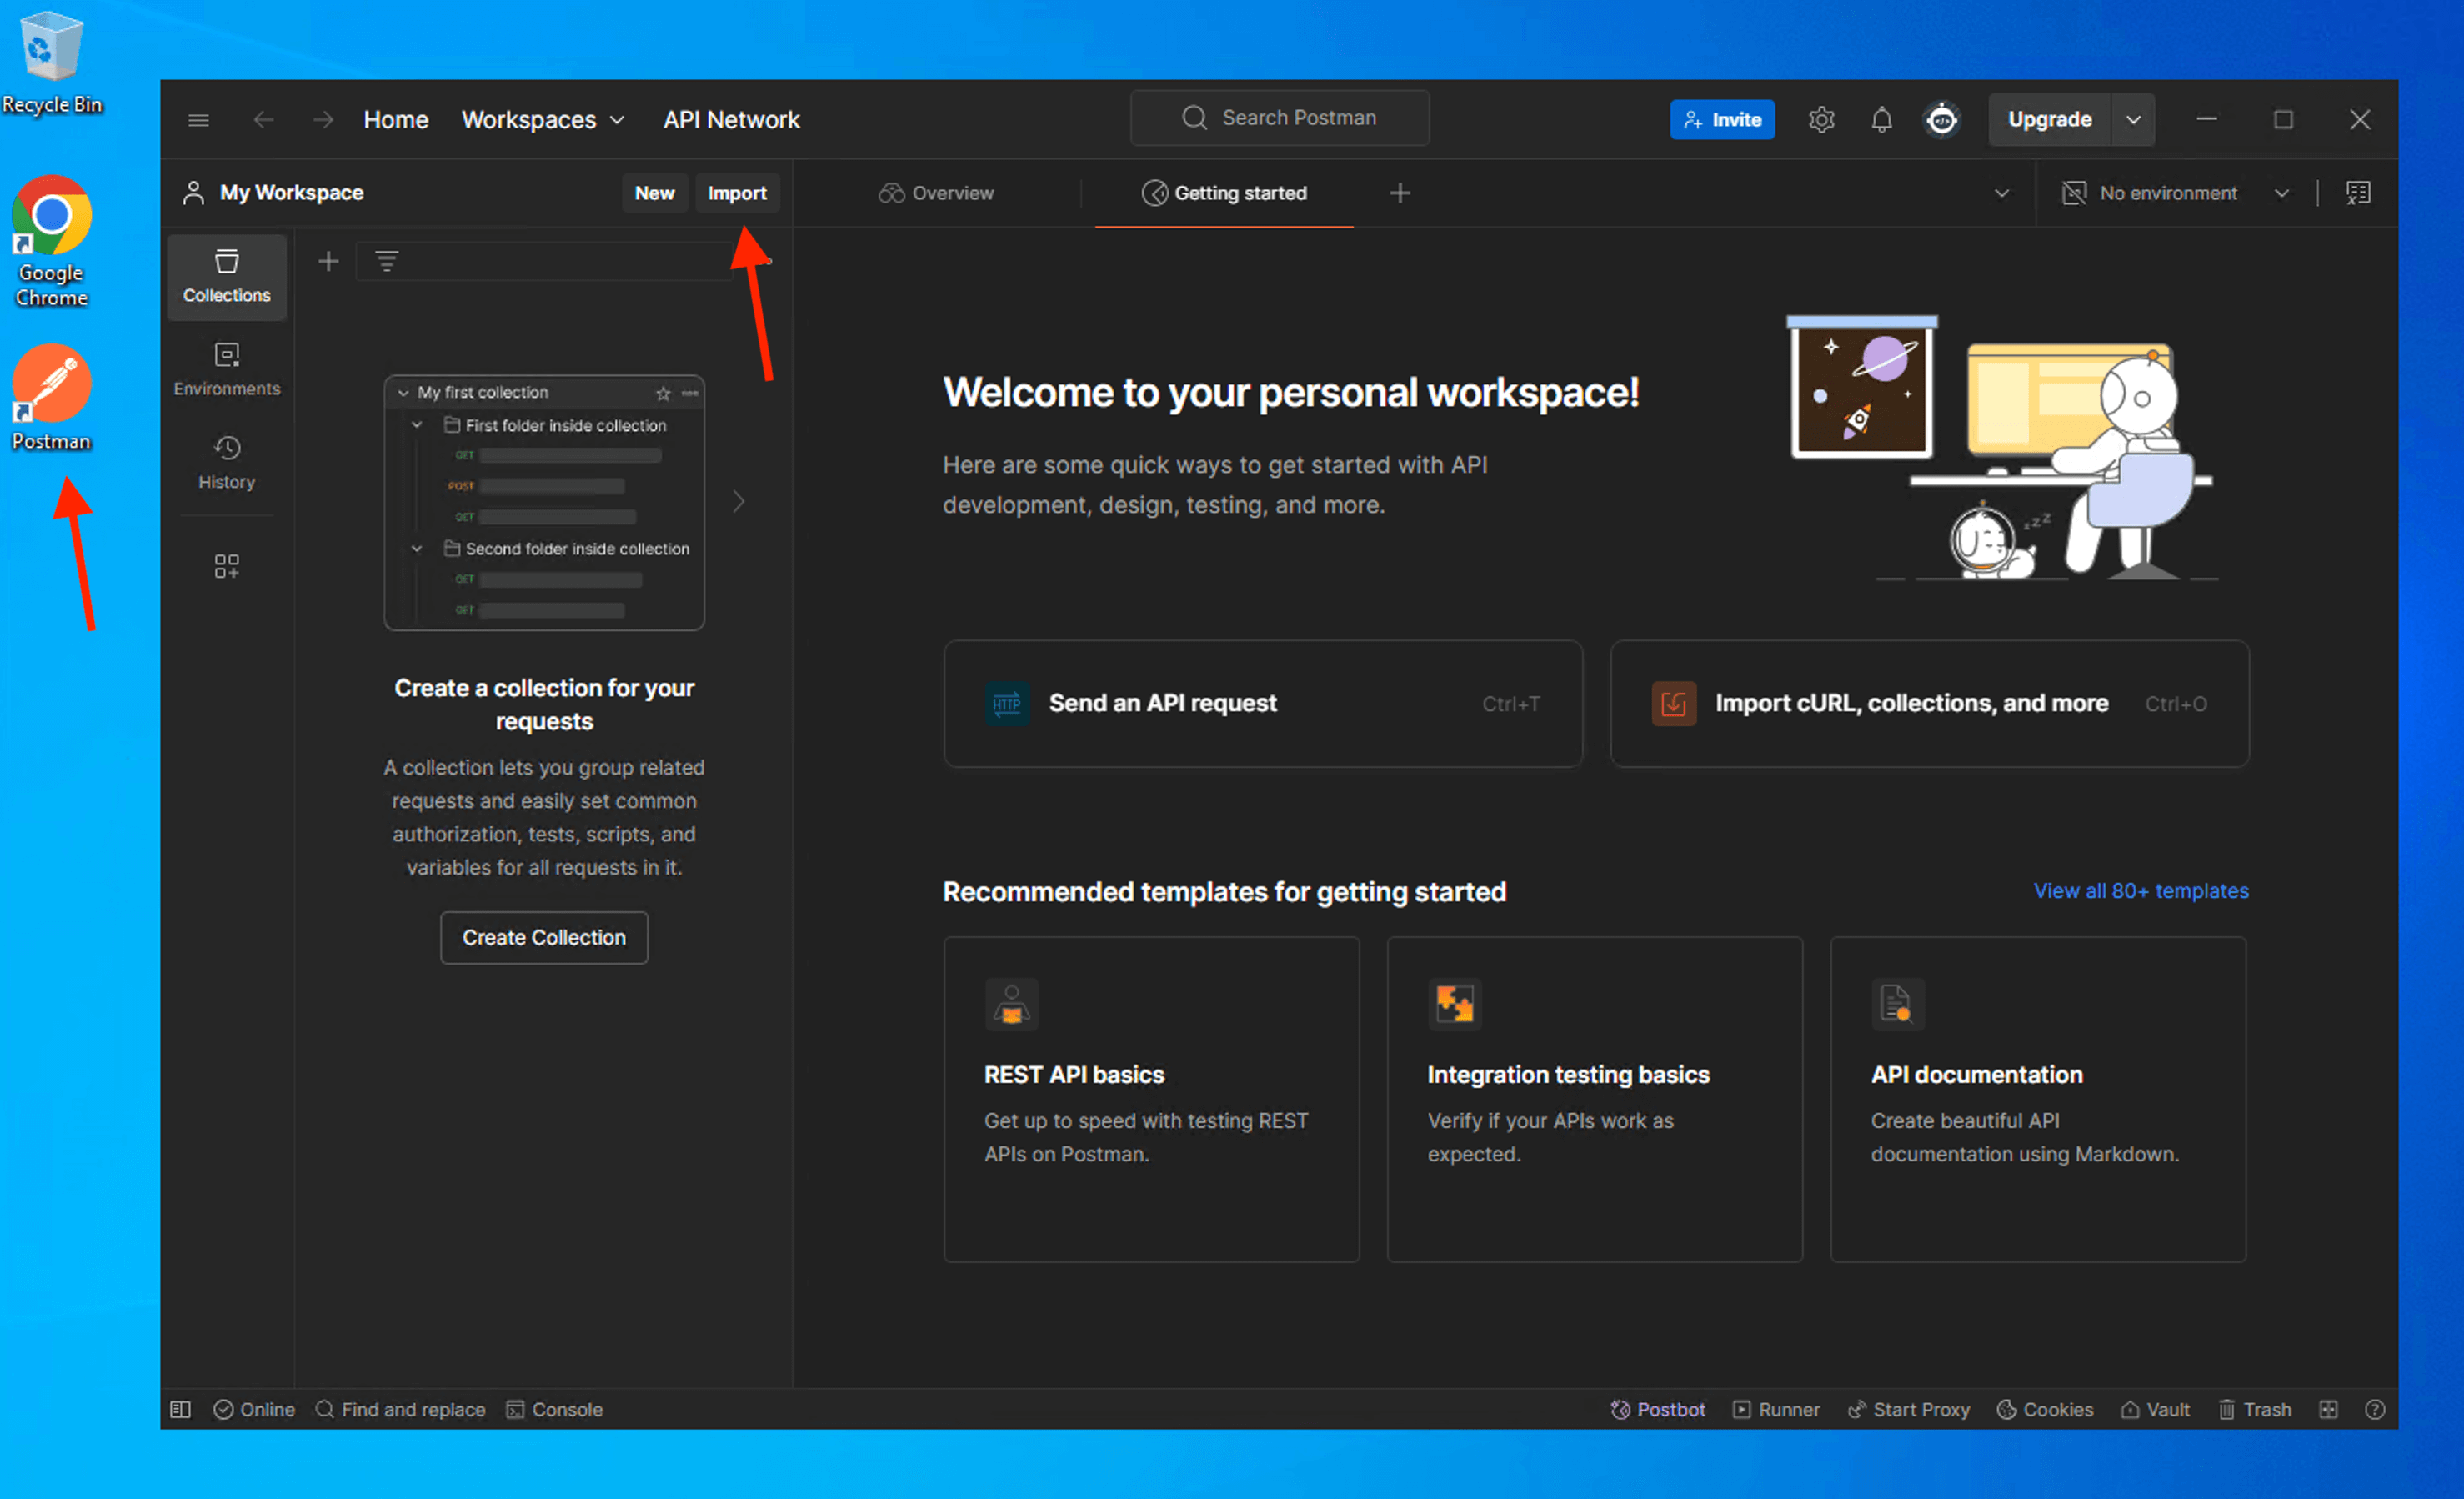 Recycle Bin
Google
Chrome
Postman
Home
Workspaces
API Network
Search Postman
Invite
Upgrade
My Workspace
New
Import
Overview
Getting started
No environment
Collections
Environments
History
My first collection
First folder inside collection
GET
POST
GET
Second folder inside collection
GET
GET
Create a collection for your
requests
A collection lets you group related
requests and easily set common
authorization, tests, scripts, and
variables for all requests in it.
Create Collection
Welcome to your personal workspace!
Here are some quick ways to get started with API
development, design, testing, and more.
zzZ
HTTP
Send an API request
Ctrl+T
Import cURL, collections, and more
Ctrl+O
Recommended templates for getting started
View all 80+ templates
REST API basics
Get up to speed with testing REST
APIs on Postman.
Integration testing basics
Verify if your APIs work as
expected.
API documentation
Create beautiful API
documentation using Markdown.
Online
Find and replace
Console
Postbot
Runner
Start Proxy
Cookies
Vault
Trash